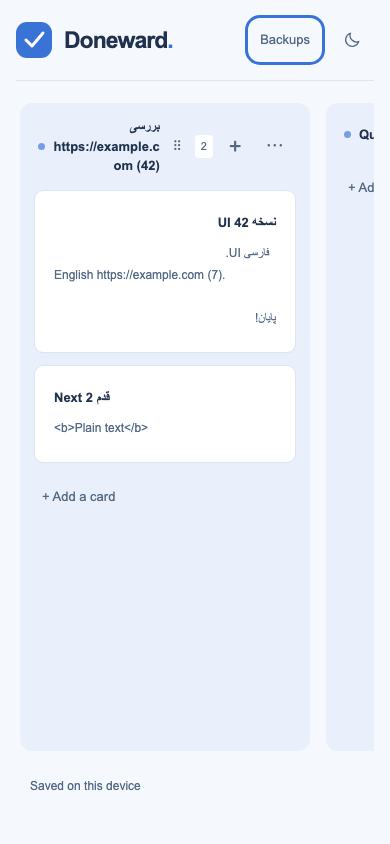 Doneward.
Backups
بررسی
https://example.c
om (42)
2
+
...
نسخه 42 UI
فارسی UI.
English https://example.com (7).
پایان!
Next 2 قدم
<b>Plain text</b>
+ Add a card
Qu
+ Ad
Saved on this device